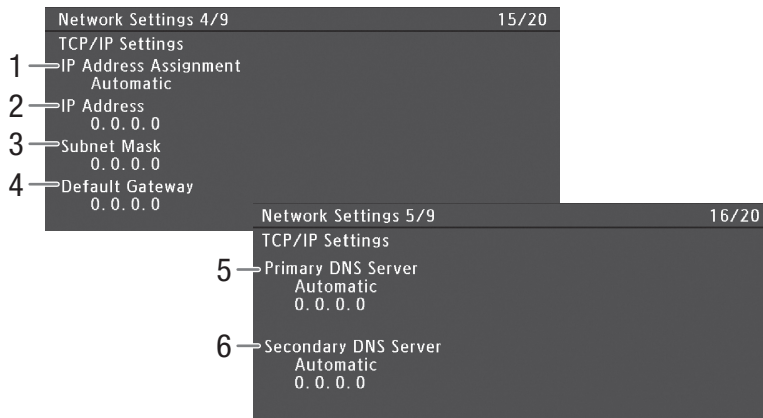 Network Settings 4/9 15/20
TCP/IP Settings
1 IP Address Assignment
Automatic
2 IP Address
0.0.0.0
3 Subnet Mask
0.0.0.0
4 Default Gateway
0.0.0.0
Network Settings 5/9 16/20
TCP/IP Settings
5 Primary DNS Server
Automatic
0.0.0.0
6 Secondary DNS Server
Automatic
0.0.0.0